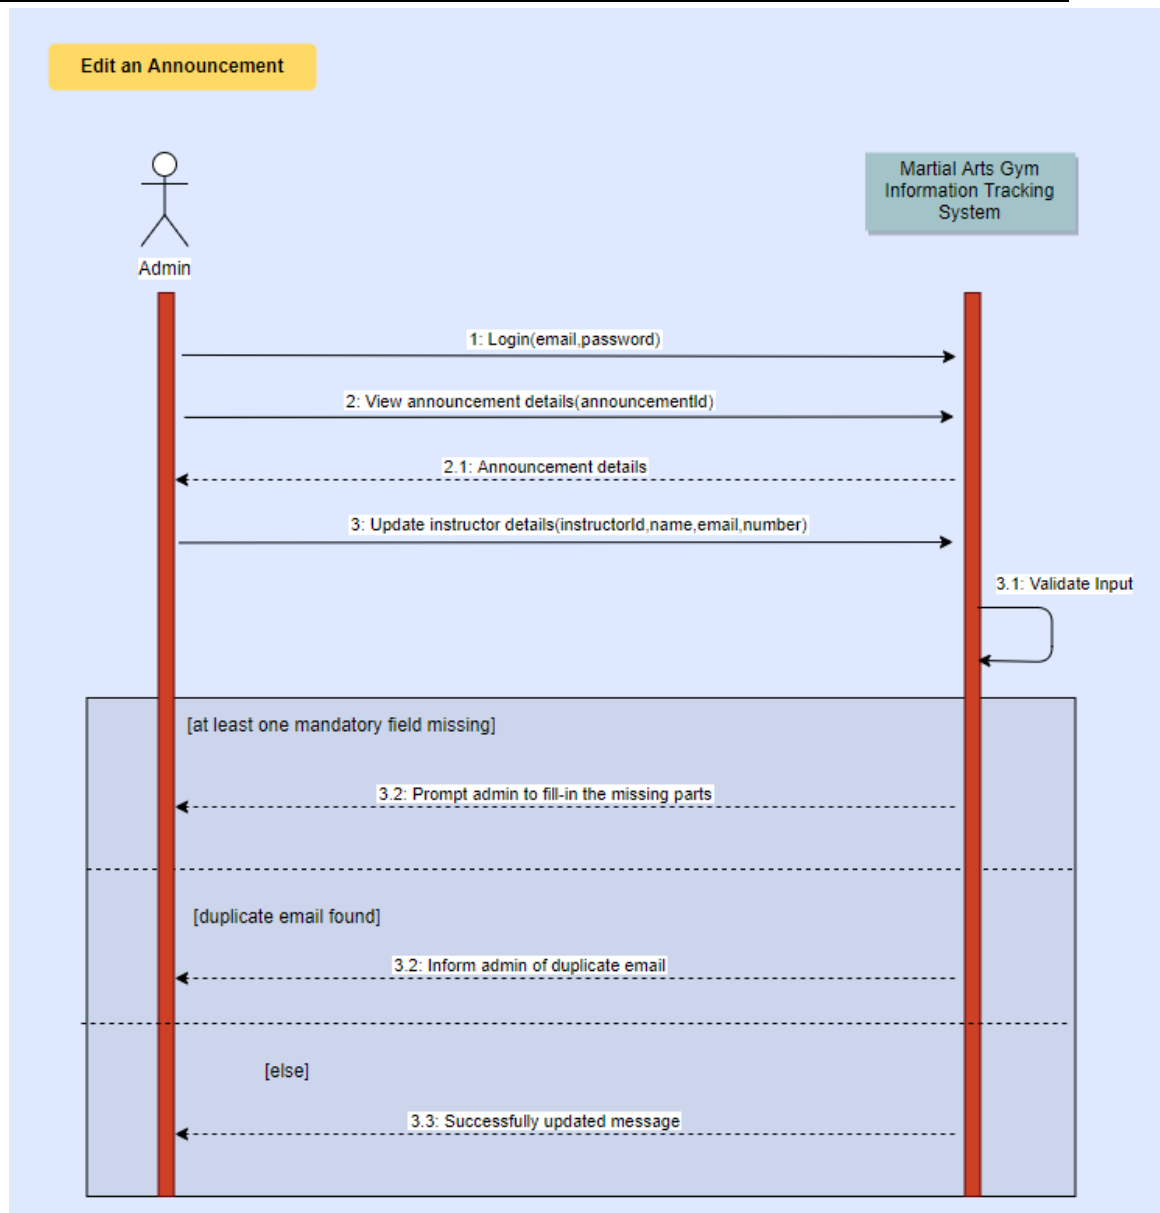 Edit an Announcement
Martial Arts Gym
Information Tracking
System
Admin
1: Login(email,password)
2: View announcement details(announcementId)
2.1: Announcement details
3: Update instructor details(instructorId,name,email,number)
3.1: Validate Input
[at least one mandatory field missing]
3.2: Prompt admin to fill-in the missing parts
[duplicate email found]
3.2: Inform admin of duplicate email
[else]
3.3: Successfully updated message